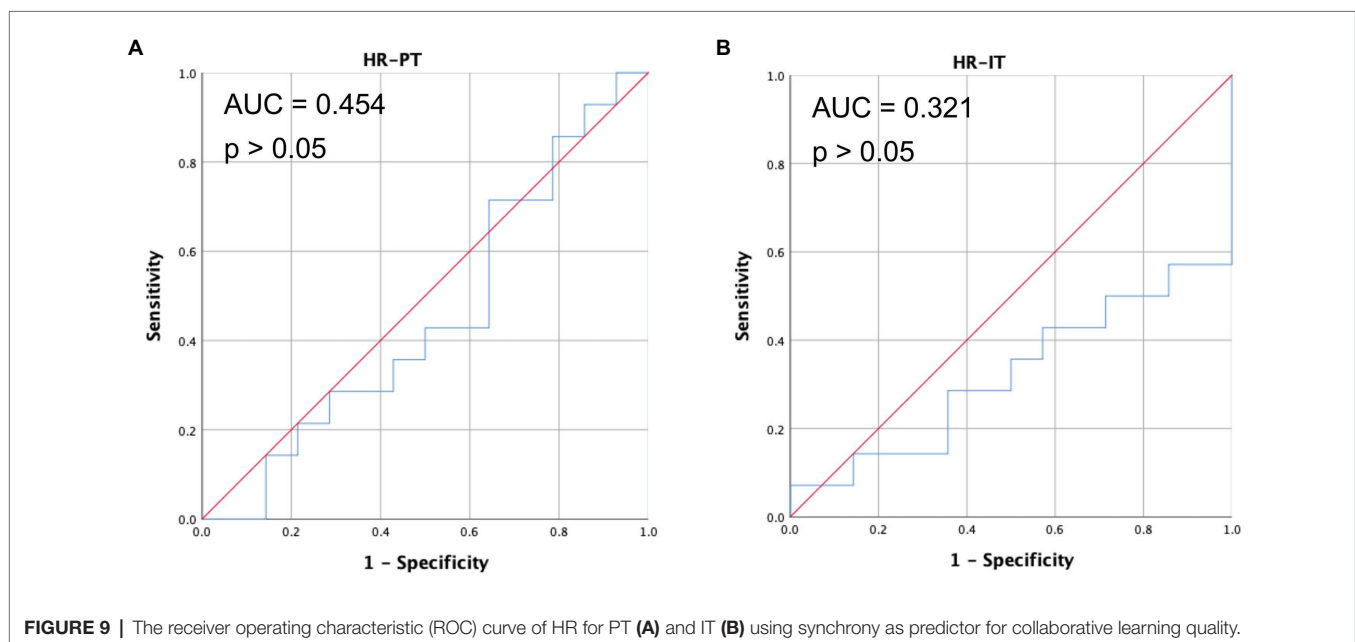 A
HR-PT
AUC = 0.454
p > 0.05
1.0
0.8
0.6
0.4
0.2
0.0
Sensitivity
0.0 0.2 0.4 0.6 0.8 1.0
1 - Specificity
B
HR-IT
AUC = 0.321
p > 0.05
1.0
0.8
0.6
0.4
0.2
0.0
Sensitivity
0.0 0.2 0.4 0.6 0.8 1.0
1 - Specificity
FIGURE 9 | The receiver operating characteristic (ROC) curve of HR for PT (A) and IT (B) using synchrony as predictor for collaborative learning quality.